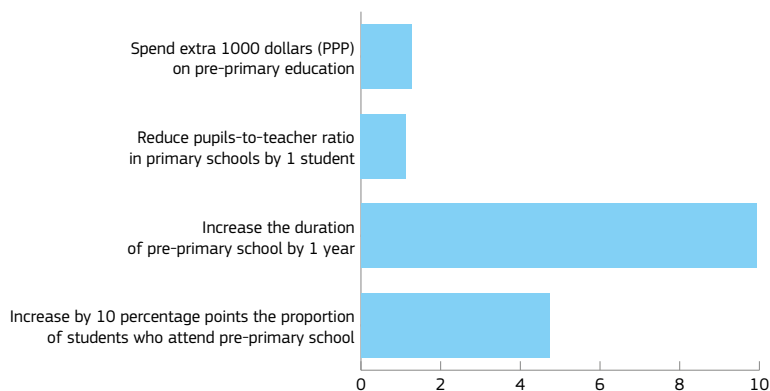 Spend extra 1000 dollars (PPP)
on pre-primary education
Reduce pupils-to-teacher ratio
in primary schools by 1 student
Increase the duration
of pre-primary school by 1 year
Increase by 10 percentage points the proportion
of students who attend pre-primary school
0 2 4 6 8 10